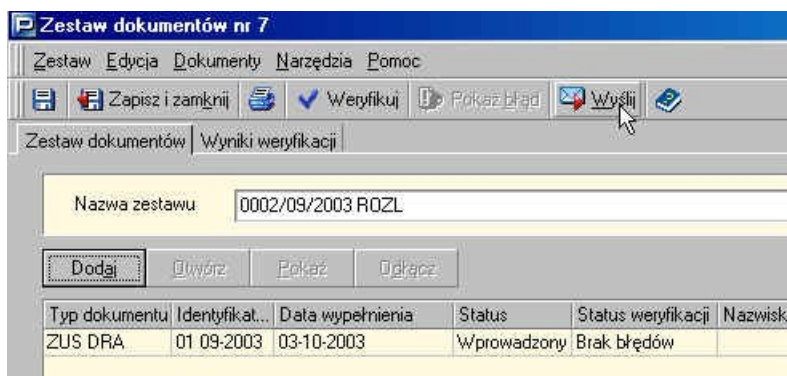 Zestaw dokumentów nr 7
Zestaw Edycja Dokumenty Narzędzia Pomoc
Zapisz i zamknij Weryfikuj Pokaż błąd Wyślij
Zestaw dokumentów Wyniki weryfikacji
Nazwa zestawu 0002/09/2003 ROZL
Dodaj Otwórz Pokaż Odłącz
Typ dokumentu Identyfikat... Data wypełnienia Status Status weryfikacji Nazwisk
ZUS DRA 01 09-2003 03-10-2003 Wprowadzony Brak błędów